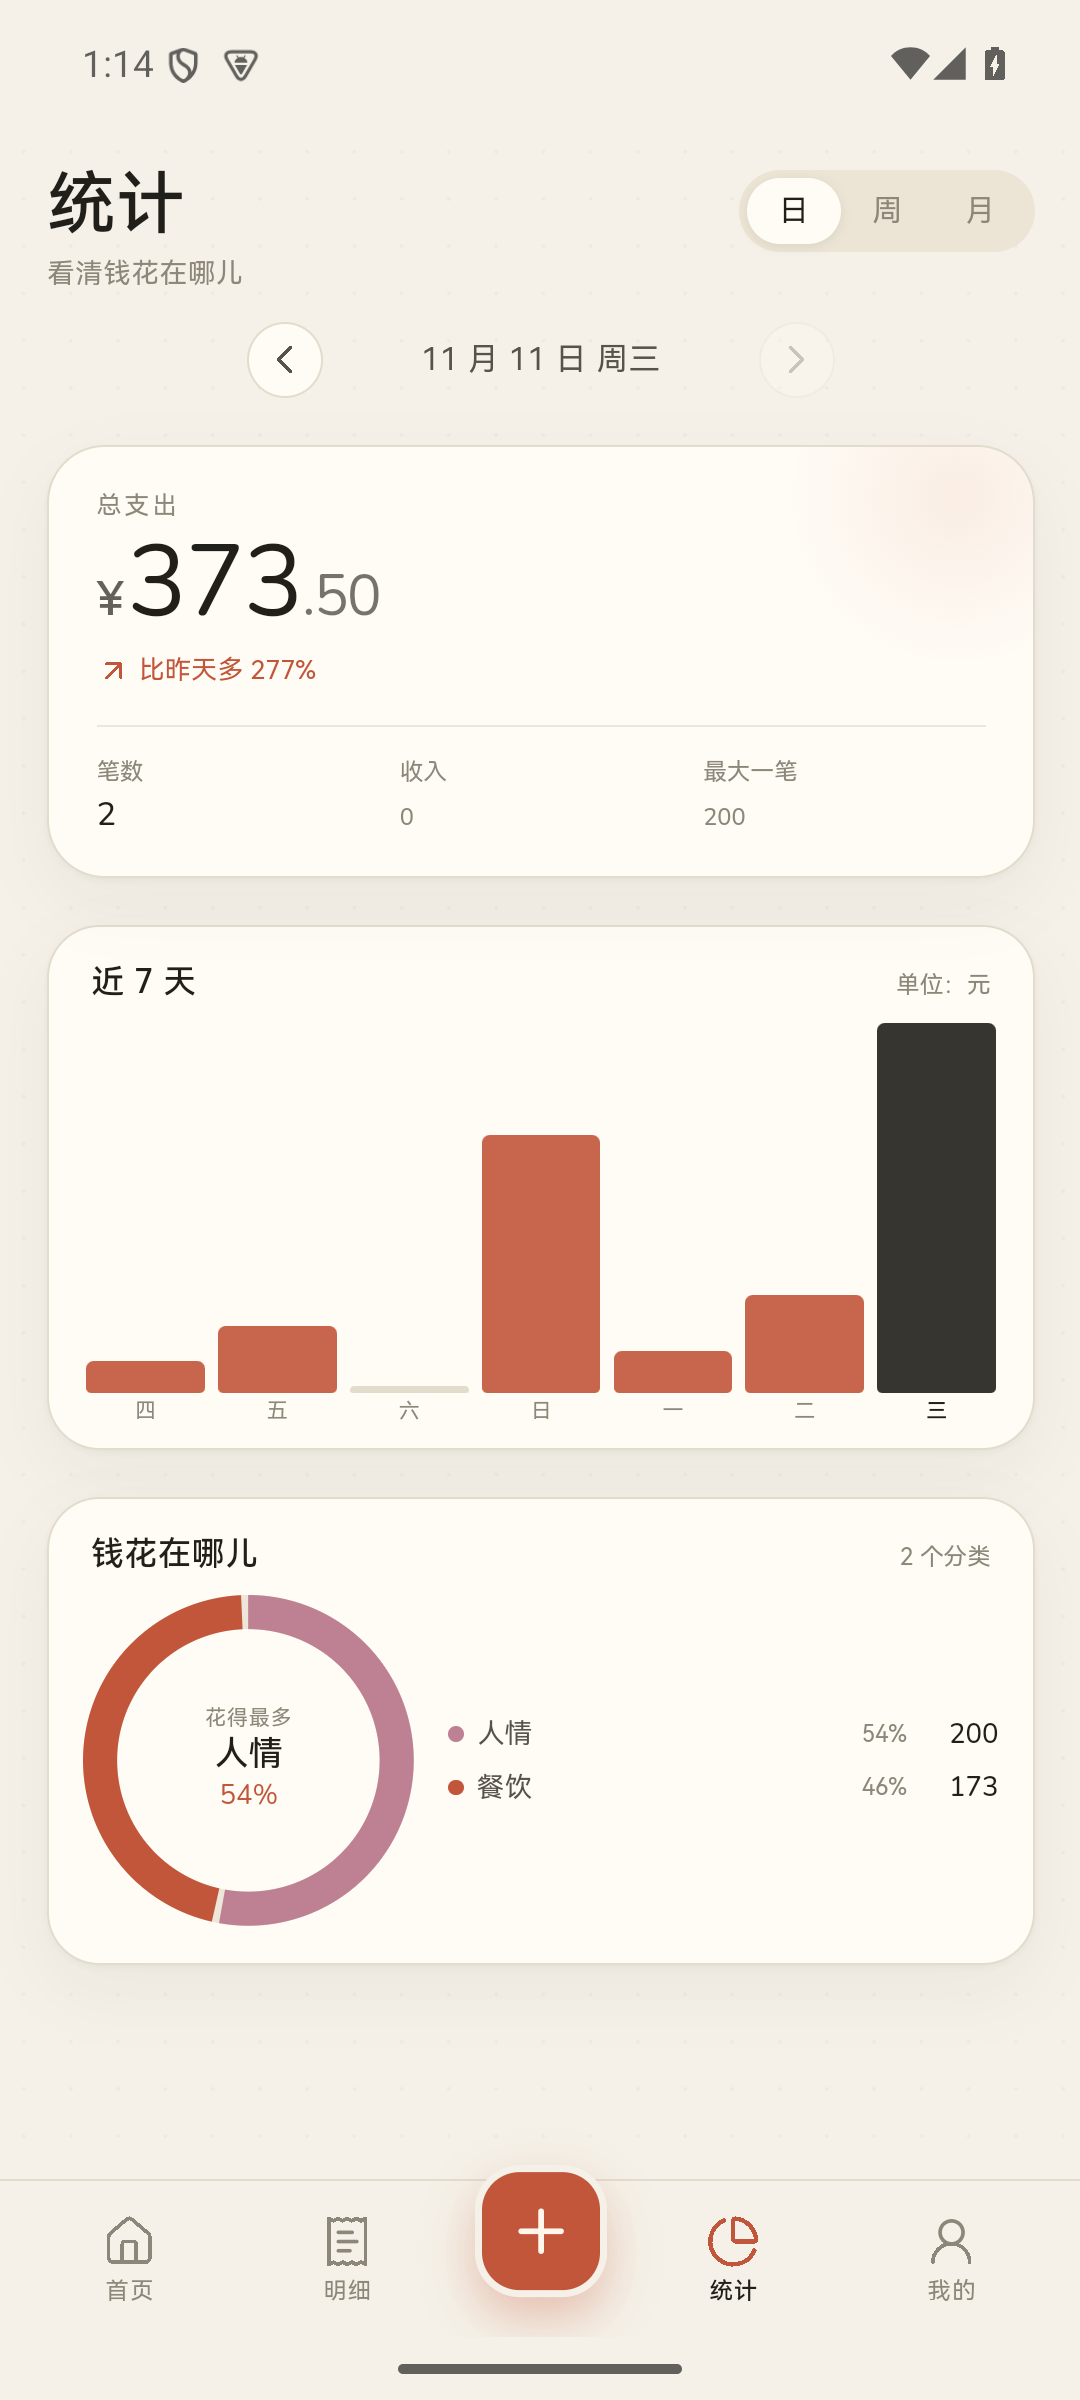 1:14
统计
日 周 月
看清钱花在哪儿
11 月 11 日 周三
总支出
¥373.50
比昨天多 277%
笔数 收入 最大一笔
2 0 200
近 7 天 单位: 元
四 五 六 日 一 二 三
钱花在哪儿 2 个分类
花得最多
人情
54%
人情 54% 200
餐饮 46% 173
首页 明细 统计 我的